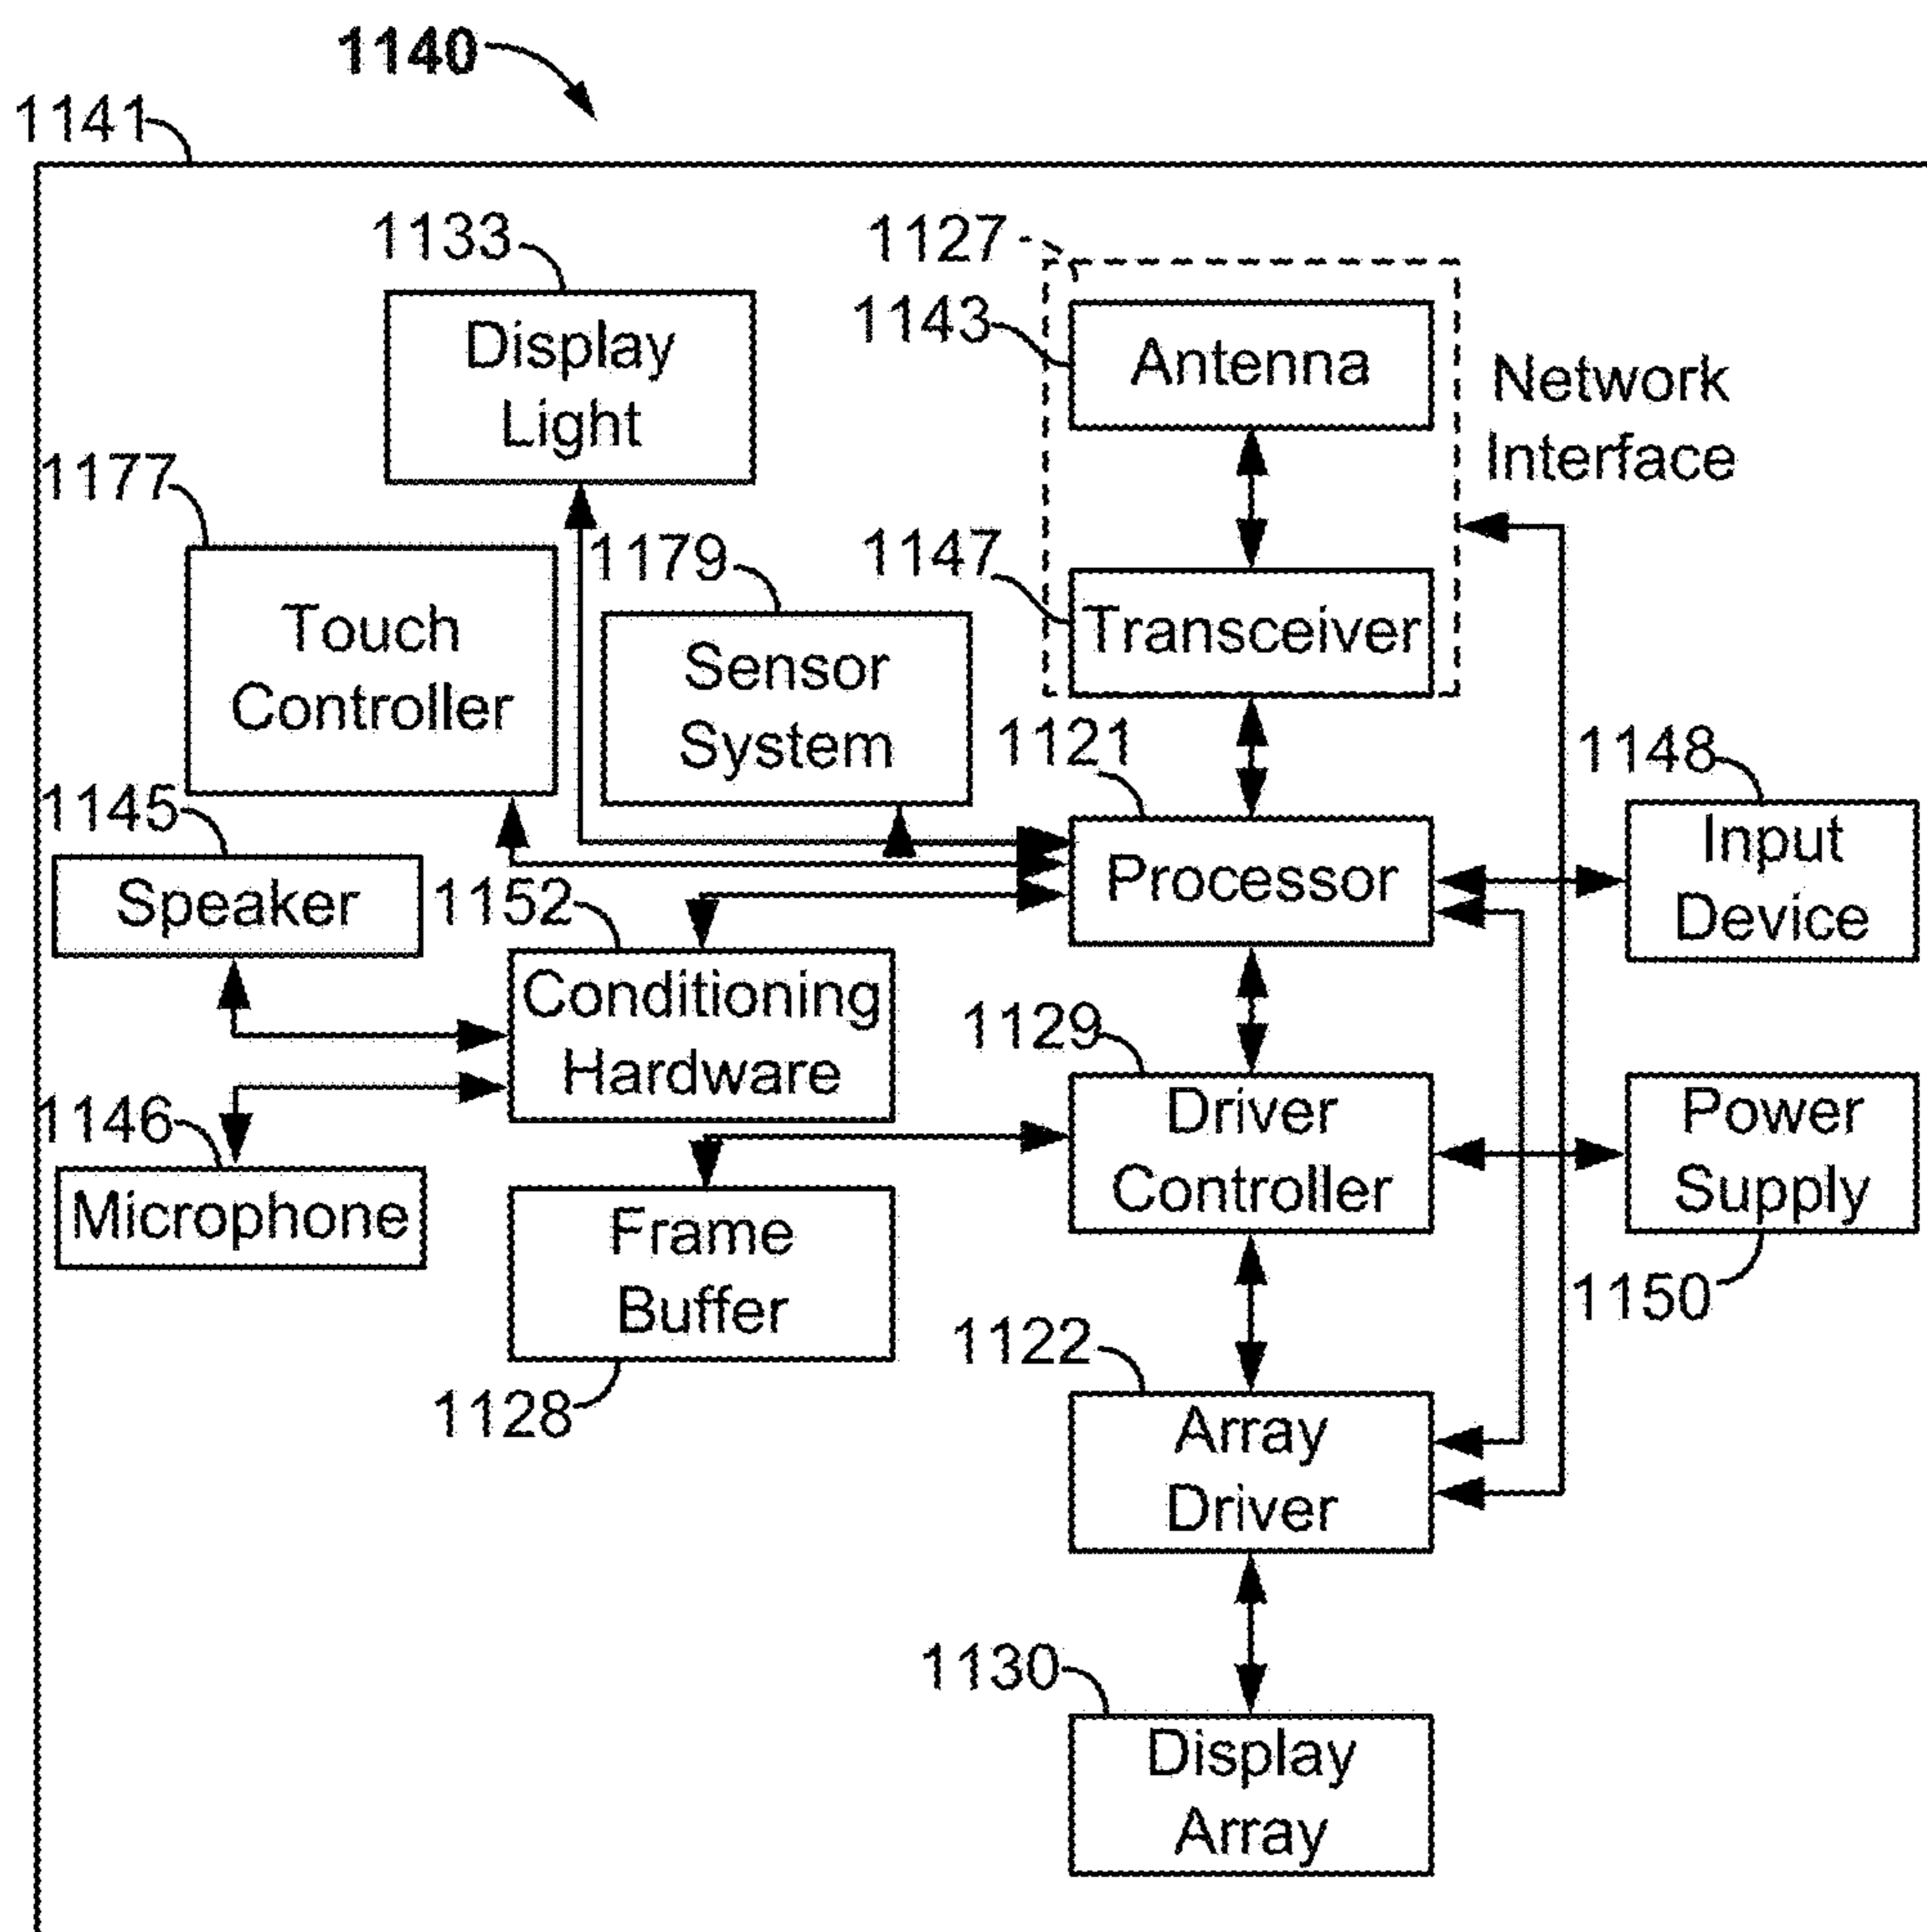 1140
1141
1133
Display
Light
1127
1143
Antenna
Network
Interface
1177
Touch
Controller
1179
Sensor
System
1147
Transceiver
1121
Processor
1148
Input
Device
1145
Speaker
1152
Conditioning
Hardware
1129
Driver
Controller
Power
Supply
1150
1146
Microphone
Frame
Buffer
1128
1122
Array
Driver
1130
Display
Array